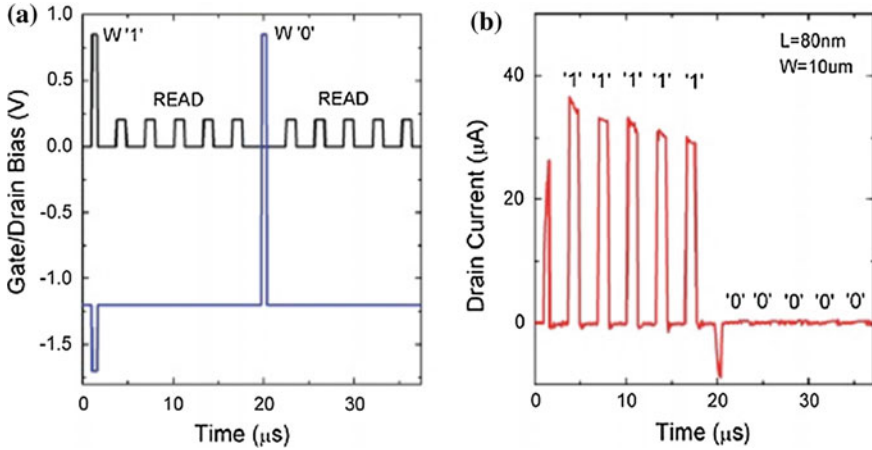 (a)
W '1'
W '0'
READ
READ
1.0
0.5
0.0
-0.5
-1.0
-1.5
Gate/Drain Bias (V)
0
10
20
30
Time (μs)
(b)
L=80nm
W=10um
'1' '1' '1' '1' '1'
'0' '0' '0' '0' '0'
40
20
0
Drain Current (μA)
0
10
20
30
Time (μs)